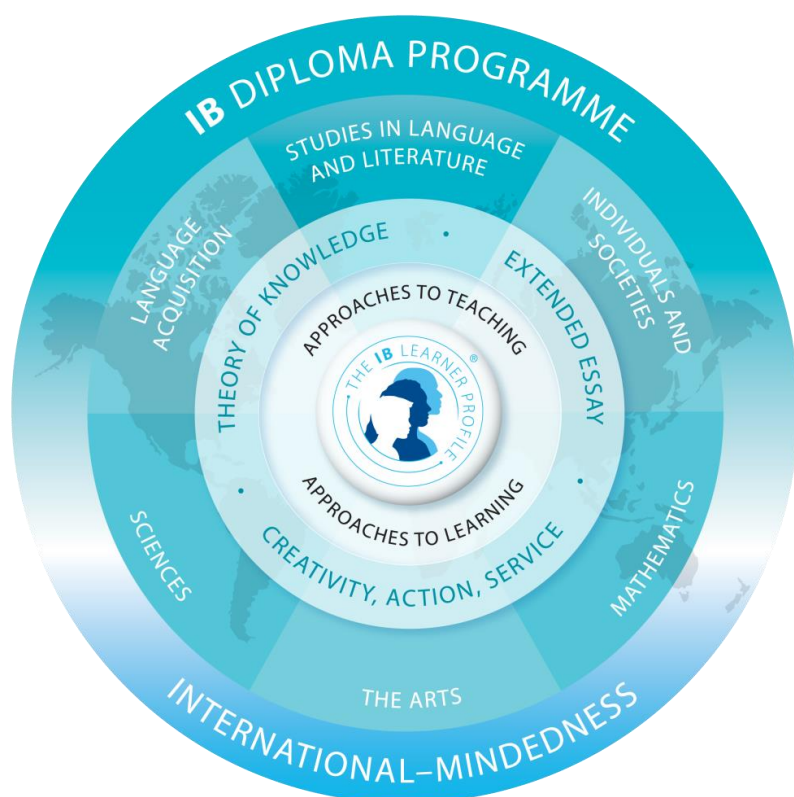 IB DIPLOMA PROGRAMME
STUDIES IN LANGUAGE
AND LITERATURE
LANGUAGE
ACQUISITION
INDIVIDUALS AND
SOCIETIES
THEORY OF KNOWLEDGE
•
EXTENDED ESSAY
•
APPROACHES TO TEACHING
• THE IB LEARNER PROFILE •
®
APPROACHES TO LEARNING
•
CREATIVITY, ACTION, SERVICE
SCIENCES
MATHEMATICS
THE ARTS
INTERNATIONAL–MINDEDNESS